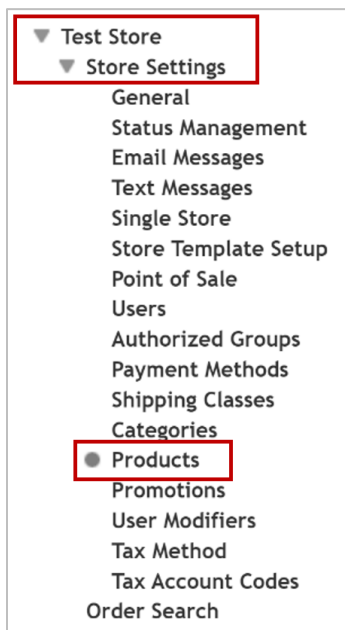 Test Store
Store Settings
General
Status Management
Email Messages
Text Messages
Single Store
Store Template Setup
Point of Sale
Users
Authorized Groups
Payment Methods
Shipping Classes
Categories
Products
Promotions
User Modifiers
Tax Method
Tax Account Codes
Order Search